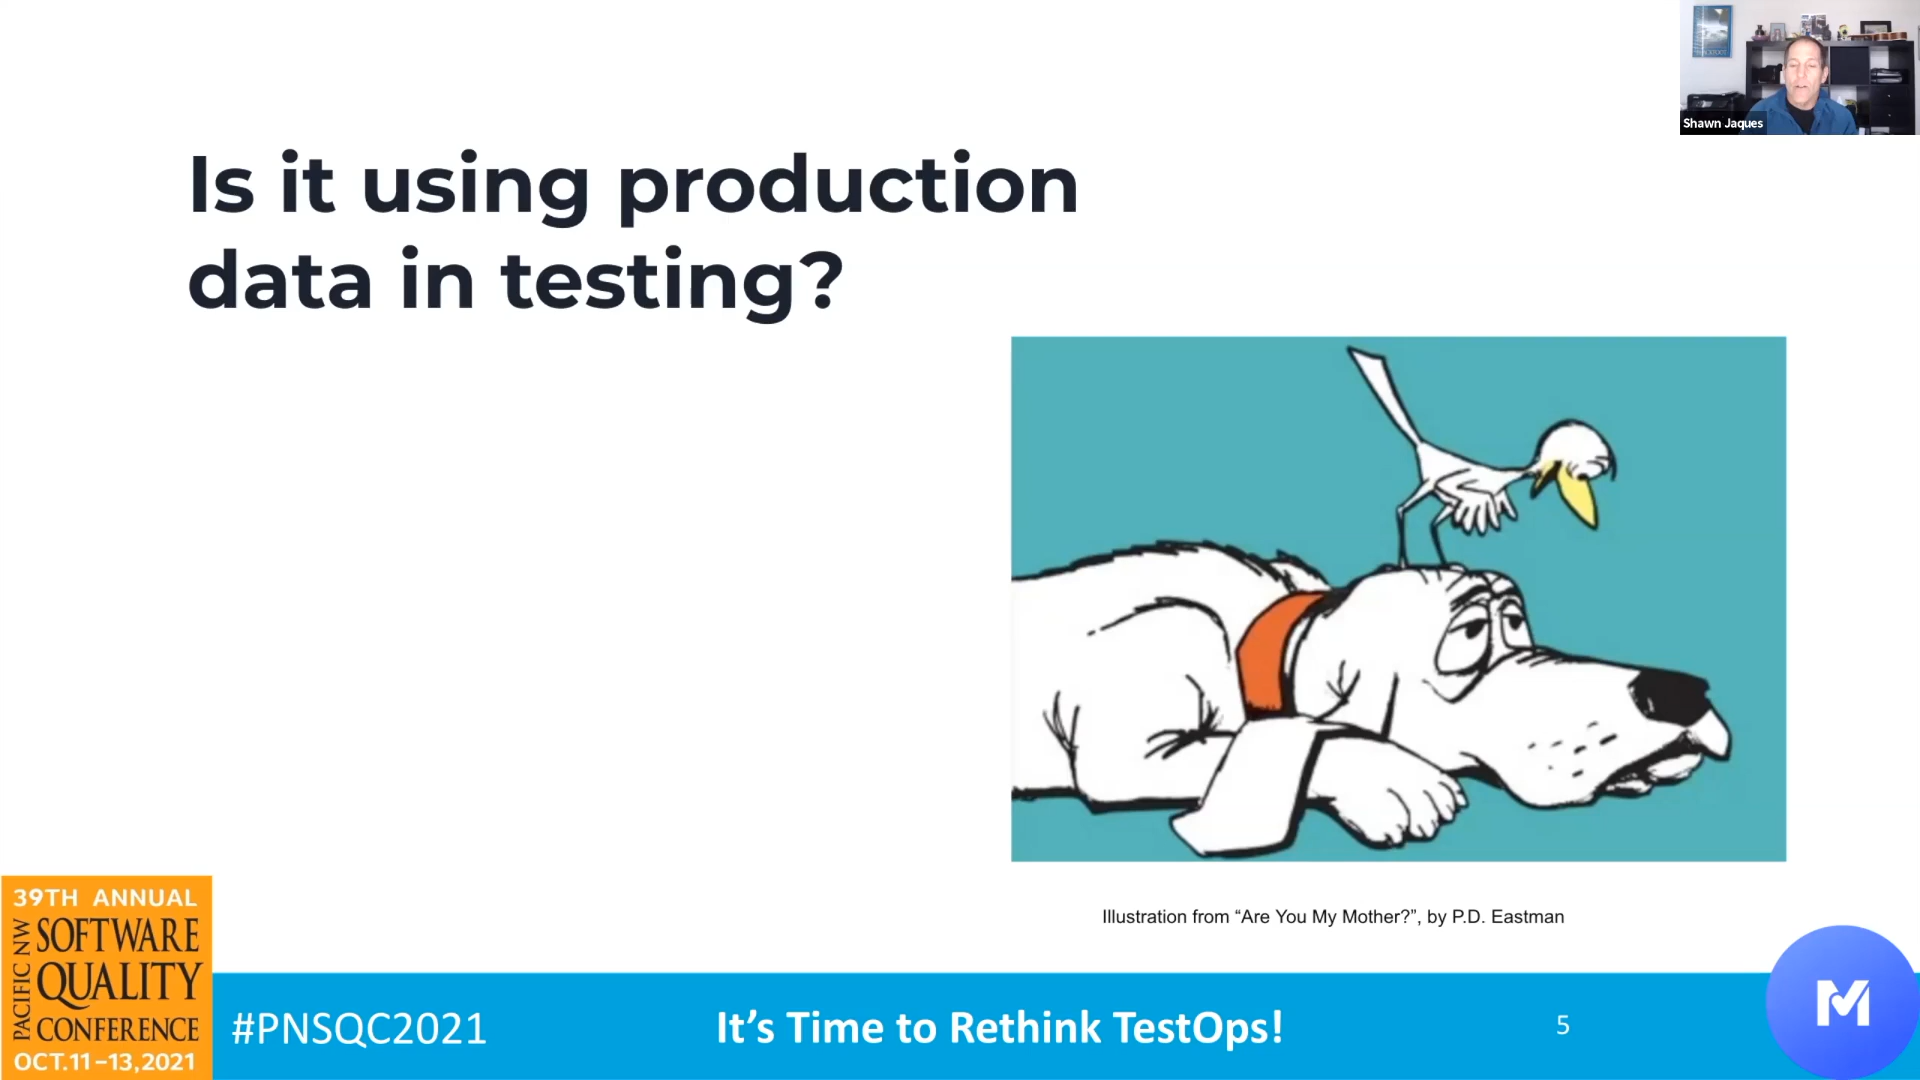 Shawn Jaques
Is it using production
data in testing?
Illustration from “Are You My Mother?”, by P.D. Eastman
39TH ANNUAL
PACIFIC NW
SOFTWARE
QUALITY
CONFERENCE
OCT.11–13,2021
#PNSQC2021
It’s Time to Rethink TestOps!
5
M